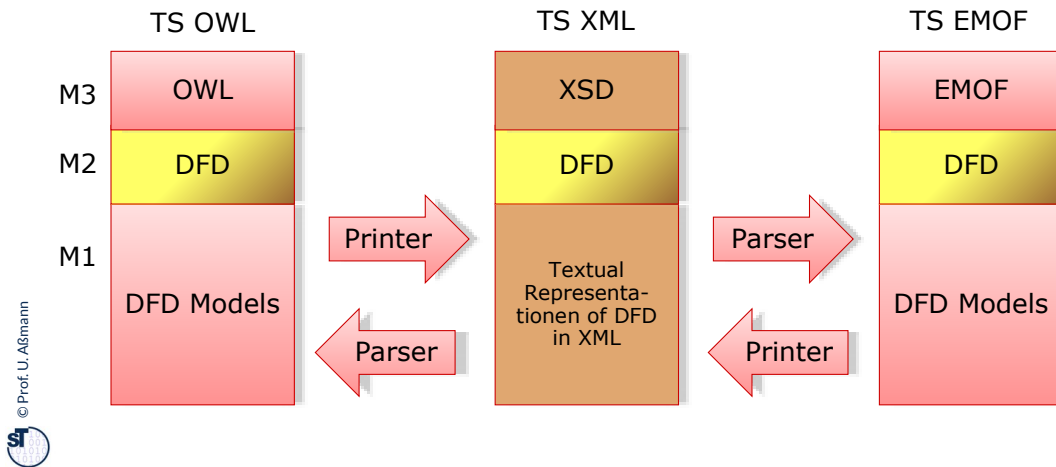 TS OWL
TS XML
TS EMOF
M3
OWL
XSD
EMOF
M2
DFD
DFD
DFD
M1
Printer
Parser
DFD Models
Textual
Representa-
tionen of DFD
in XML
DFD Models
Parser
Printer
© Prof. U. Aßmann
ST